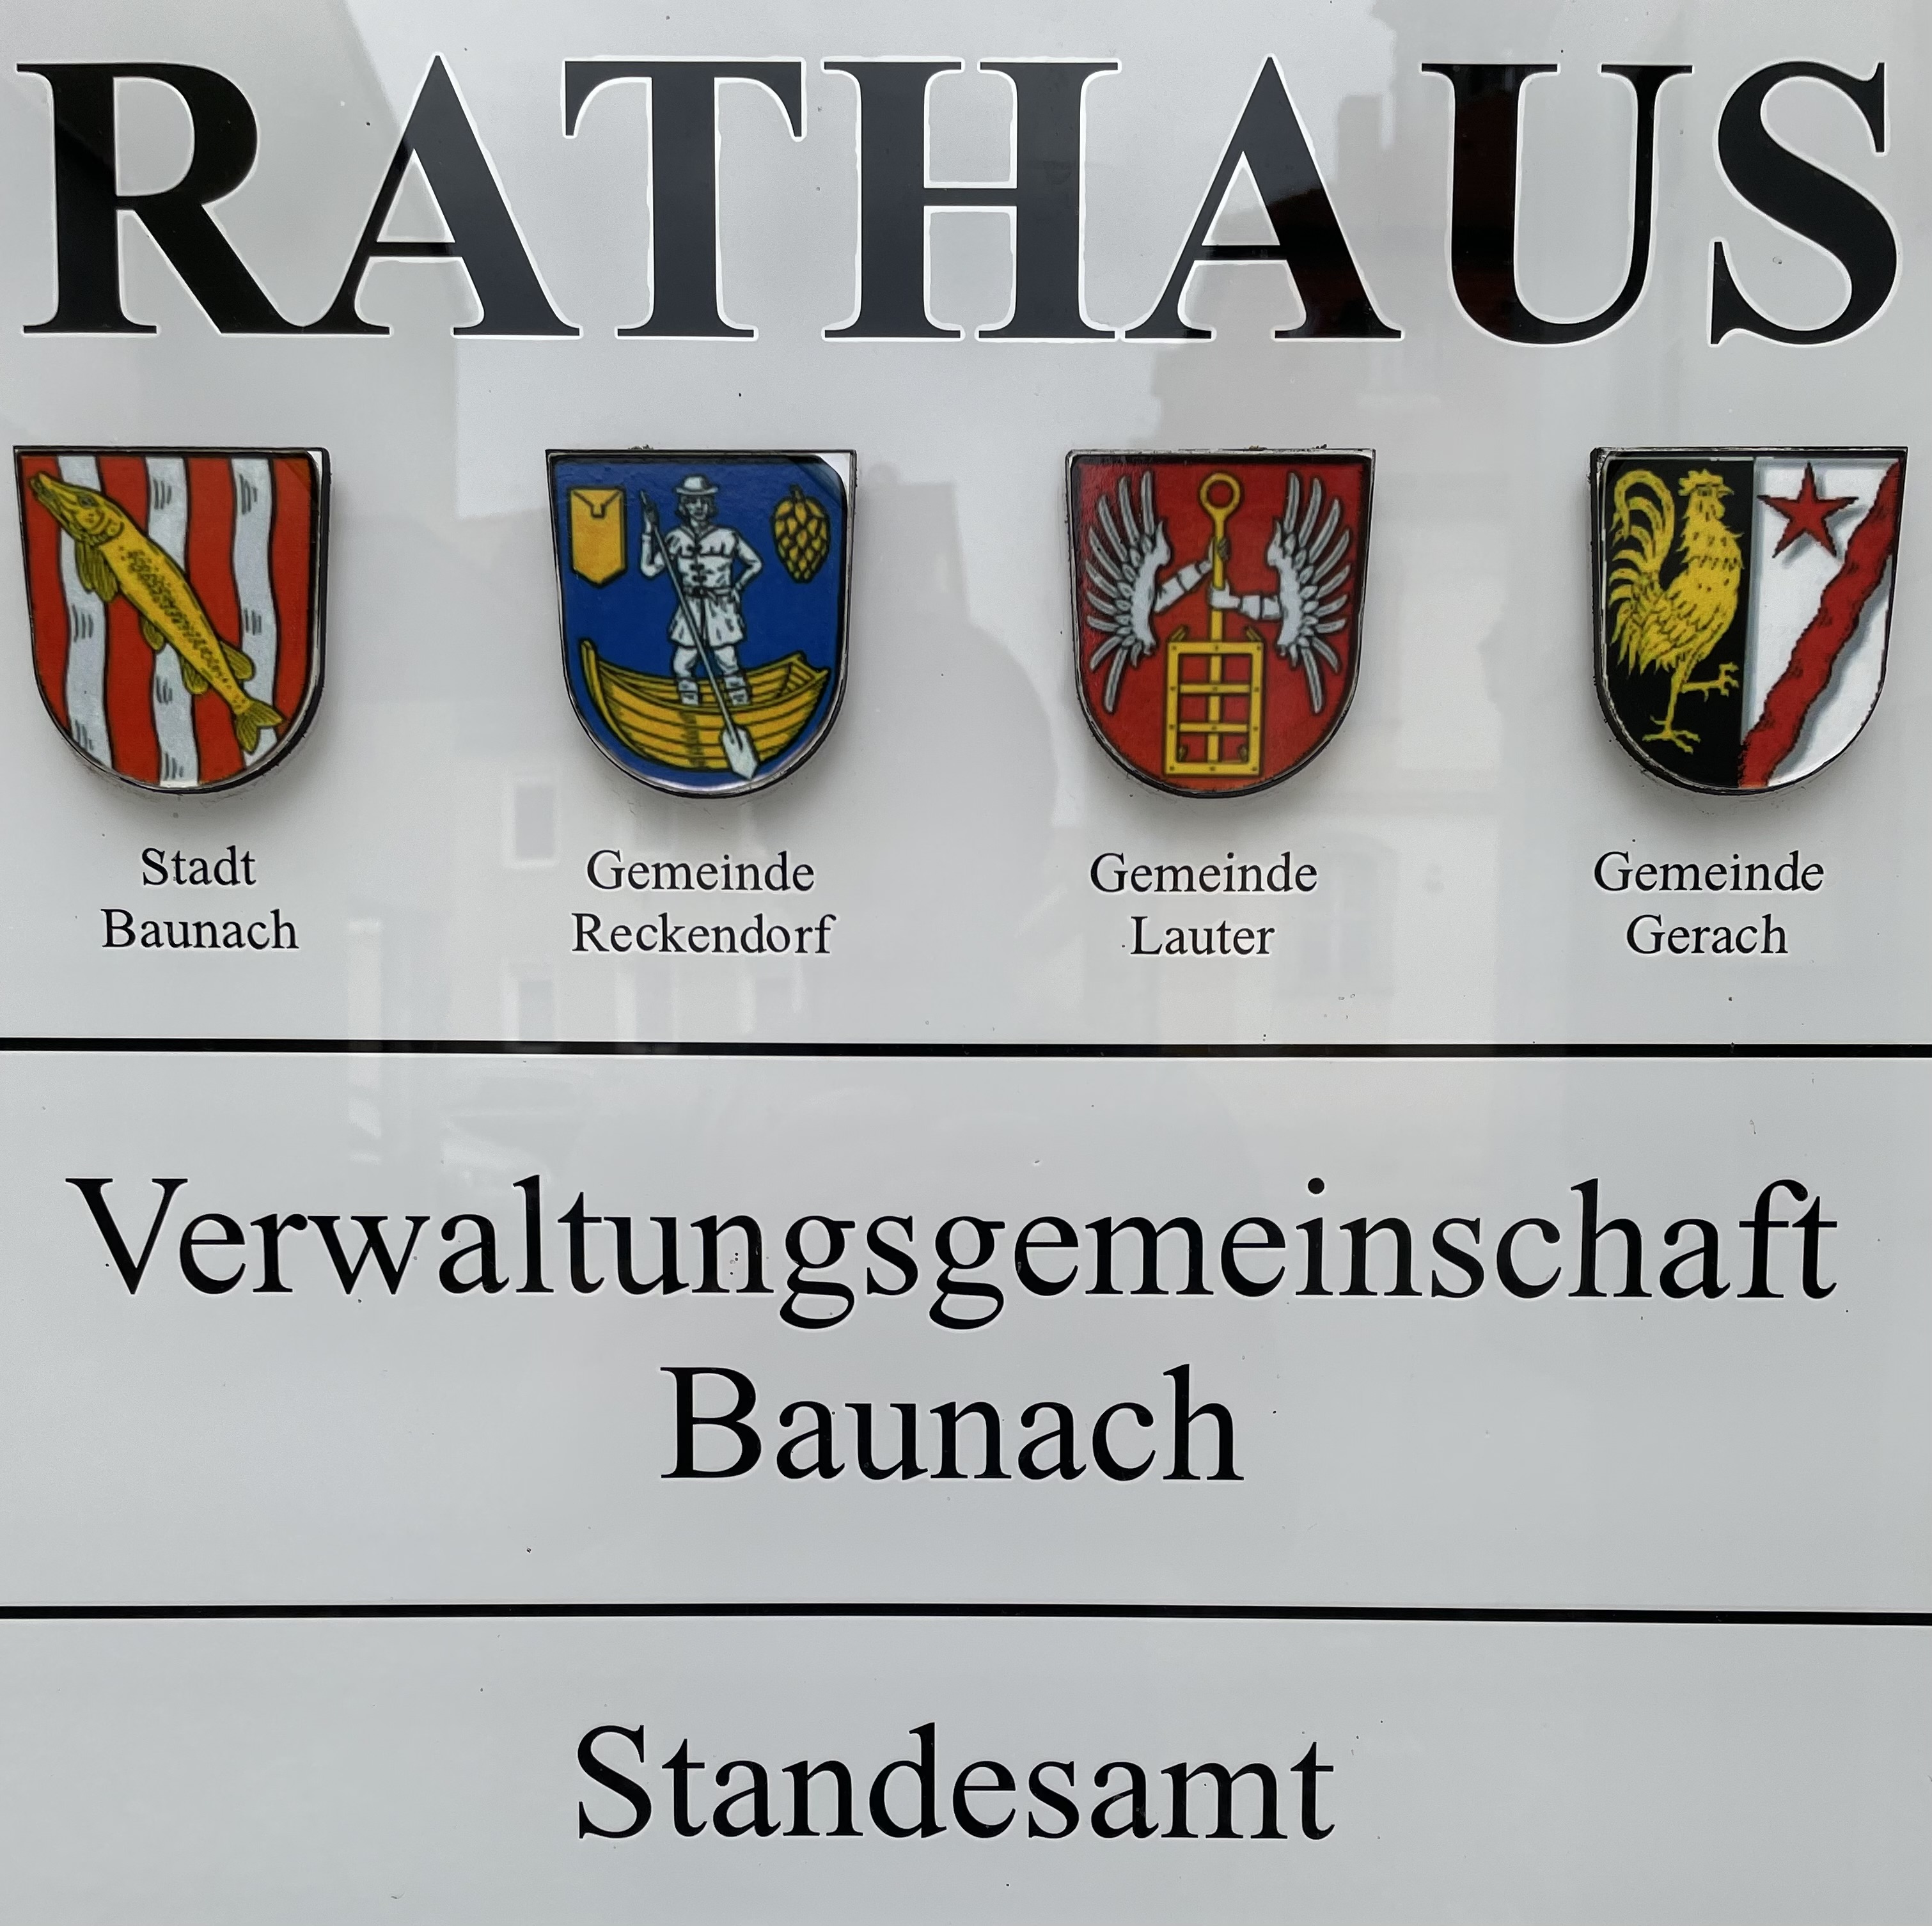 RATHAUS
Stadt
Baunach
Gemeinde
Reckendorf
Gemeinde
Lauter
Gemeinde
Gerach
Verwaltungsgemeinschaft
Baunach
Standesamt